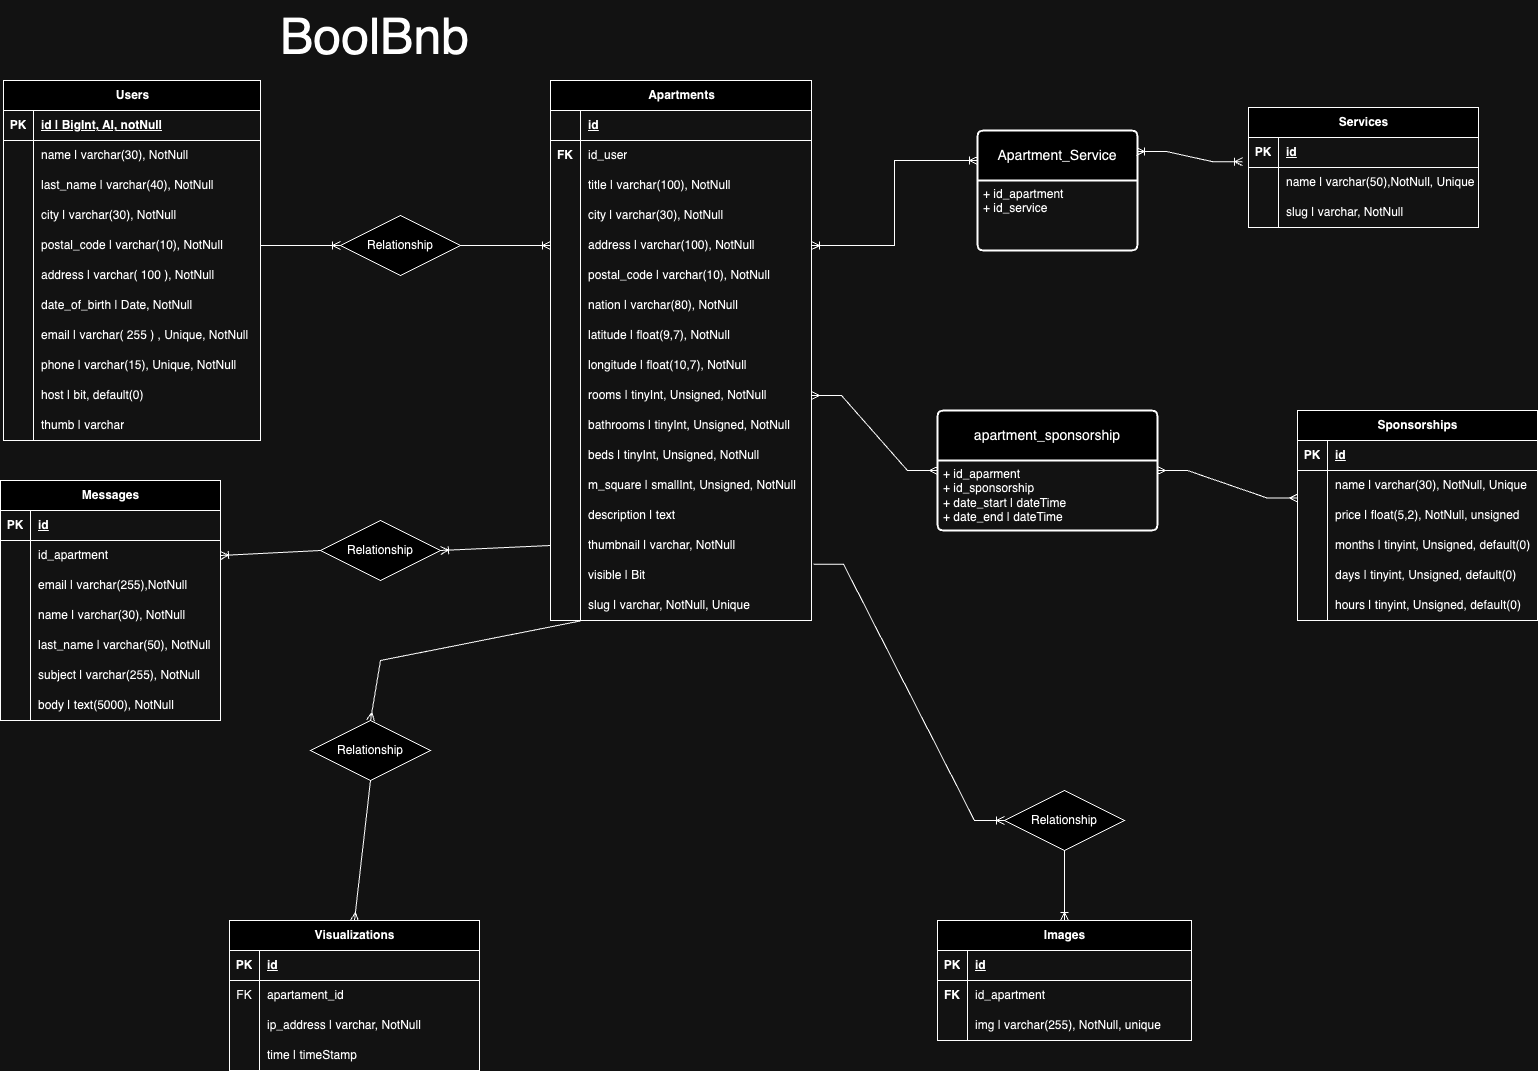 BoolBnb
Users
PK id | BigInt, AI, notNull
name | varchar(30), NotNull
last_name | varchar(40), NotNull
city | varchar(30), NotNull
postal_code | varchar(10), NotNull
address | varchar( 100 ), NotNull
date_of_birth | Date, NotNull
email | varchar( 255 ) , Unique, NotNull
phone | varchar(15), Unique, NotNull
host | bit, default(0)
thumb | varchar
Relationship
Apartments
id
FK id_user
title | varchar(100), NotNull
city | varchar(30), NotNull
address | varchar(100), NotNull
postal_code | varchar(10), NotNull
nation | varchar(80), NotNull
latitude | float(9,7), NotNull
longitude | float(10,7), NotNull
rooms | tinyInt, Unsigned, NotNull
bathrooms | tinyInt, Unsigned, NotNull
beds | tinyInt, Unsigned, NotNull
m_square | smallInt, Unsigned, NotNull
description | text
thumbnail | varchar, NotNull
visible | Bit
slug | varchar, NotNull, Unique
Apartment_Service
+ id_apartment
+ id_service
Services
PK id
name | varchar(50),NotNull, Unique
slug | varchar, NotNull
apartment_sponsorship
+ id_aparment
+ id_sponsorship
+ date_start | dateTime
+ date_end | dateTime
Sponsorships
PK id
name | varchar(30), NotNull, Unique
price | float(5,2), NotNull, unsigned
months | tinyint, Unsigned, default(0)
days | tinyint, Unsigned, default(0)
hours | tinyint, Unsigned, default(0)
Messages
PK id
id_apartment
email | varchar(255),NotNull
name | varchar(30), NotNull
last_name | varchar(50), NotNull
subject | varchar(255), NotNull
body | text(5000), NotNull
Relationship
Relationship
Relationship
Visualizations
PK id
FK apartament_id
ip_address | varchar, NotNull
time | timeStamp
Images
PK id
FK id_apartment
img | varchar(255), NotNull, unique